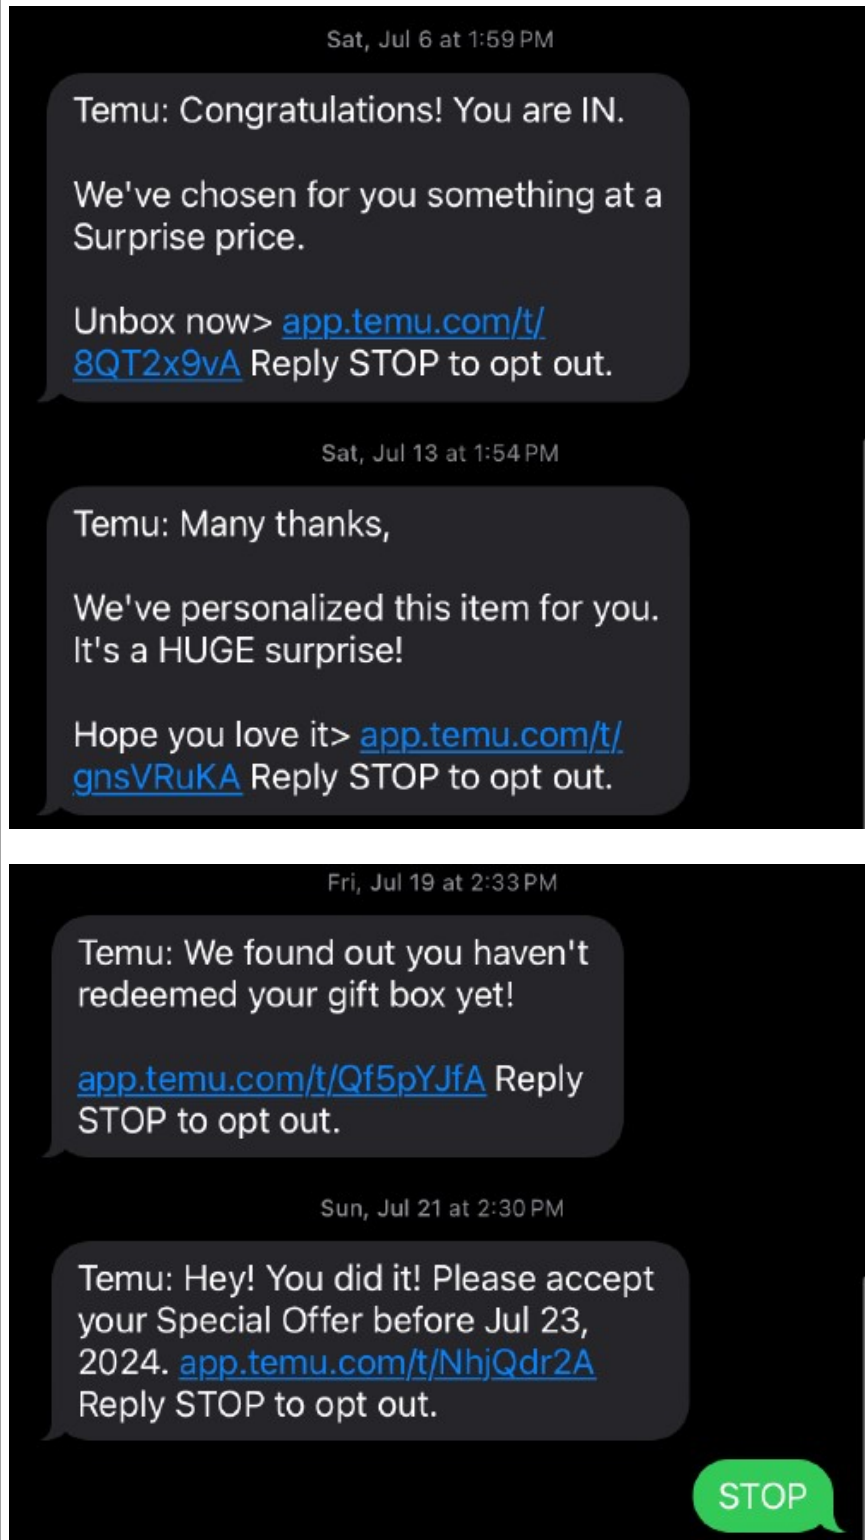 Sat, Jul 6 at 1:59 PM
Temu: Congratulations! You are IN.
We've chosen for you something at a
Surprise price.
Unbox now> app.temu.com/t/
8QT2x9vA Reply STOP to opt out.
Sat, Jul 13 at 1:54 PM
Temu: Many thanks,
We've personalized this item for you.
It's a HUGE surprise!
Hope you love it> app.temu.com/t/
gnsVRuKA Reply STOP to opt out.
Fri, Jul 19 at 2:33 PM
Temu: We found out you haven't
redeemed your gift box yet!
app.temu.com/t/Qf5pYJfA Reply
STOP to opt out.
Sun, Jul 21 at 2:30 PM
Temu: Hey! You did it! Please accept
your Special Offer before Jul 23,
2024. app.temu.com/t/NhjQdr2A
Reply STOP to opt out.
STOP